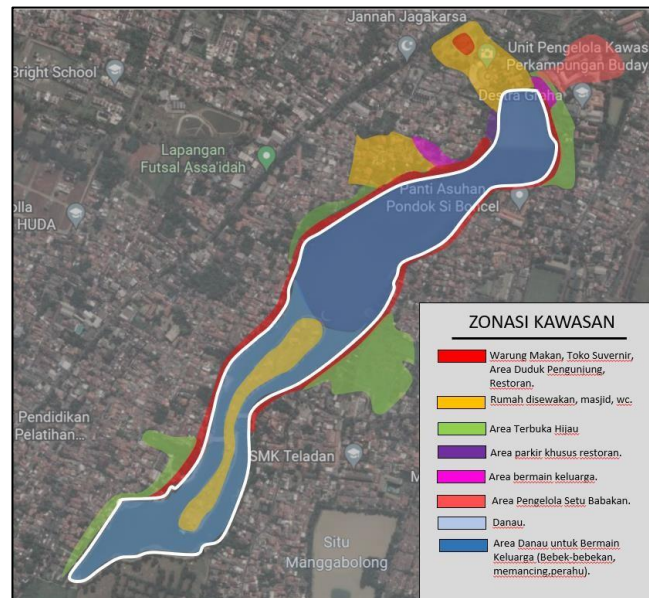 Jannah Jagakarsa
Bright School
Unit Pengelola Kawas
Perkampungan Buday
Destra Graha
Lapangan
Futsal Assa'idah
Panti Asuhan
Pondok Si Boncel
olla
HUDA
ZONASI KAWASAN
Warung Makan, Toko Suvernir,
Area Duduk Pengunjung,
Restoran.
Rumah disewakan, masjid, wc.
Area Terbuka Hijau
Area parkir khusus restoran.
Area bermain keluarga.
Area Pengelola Setu Babakan.
Danau.
Area Danau untuk Bermain
Keluarga (Bebek-bebekan,
memancing,perahu).
Pendidikan
Pelatihan...
SMK Teladan
M
Situ
Manggabolong